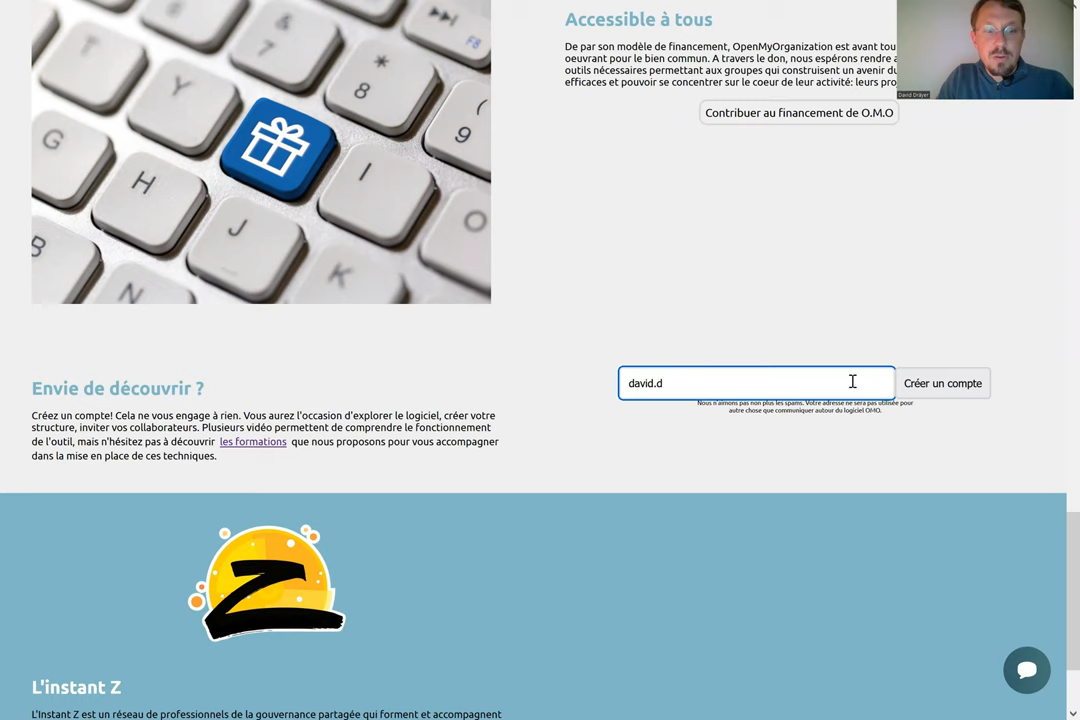 Accessible à tous
De par son modèle de financement, OpenMyOrganization est avant tou
oeuvrant pour le bien commun. A travers le don, nous espérons rendre a
outils nécessaires permettant aux groupes qui construisent un avenir du
efficaces et pouvoir se concentrer sur le coeur de leur activité: leurs pro
David Dräyer
Contribuer au financement de O.M.O
F8
&
7
*
8
(
9
T
Y
G
H
I
O
J
B
K
N
david.d
Créer un compte
Nous n'aimons pas non plus les spams. Votre adresse ne sera pas utilisée pour
autre chose que communiquer autour du logiciel OMO.
Envie de découvrir ?
Créez un compte! Cela ne vous engage à rien. Vous aurez l'occasion d'explorer le logiciel, créer votre
structure, inviter vos collaborateurs. Plusieurs vidéo permettent de comprendre le fonctionnement
de l'outil, mais n'hésitez pas à découvrir les formations que nous proposons pour vous accompagner
dans la mise en place de ces techniques.
Z
L'instant Z
L'Instant Z est un réseau de professionnels de la gouvernance partagée qui forment et accompagnent